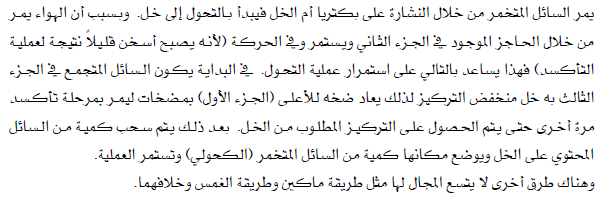 يمر السائل المتخمر من خلال النشارة على بكتريا أم الخل فيبدأ بالتحول إلى خل. وبسبب أن الهواء يمر
من خلال الحاجز الموجود في الجزء الثاني ويستمر وفي الحركة (لأنه يصبح أسخن قليلاً نتيجة لعملية
التأكسد) فهذا يساعد بالتالي على استمرار عملية التحول. في البداية يكون السائل المتجمع في الجزء
الثالث به خل منخفض التركيز لذلك يعاد ضخه للأعلى (الجزء الأول) بمضخات ليمر بمرحلة تأكسد
مرة أخرى حتى يتم الحصول على التركيز المطلوب من الخل. بعد ذلك يتم سحب كمية من السائل
المحتوي على الخل ويوضع مكانها كمية من السائل المتخمر (الكحولي) وتستمر العملية.
وهناك طرق أخرى لا يتسع المجال لها مثل طريقة ماكين وطريقة الغمس وخلافهما.